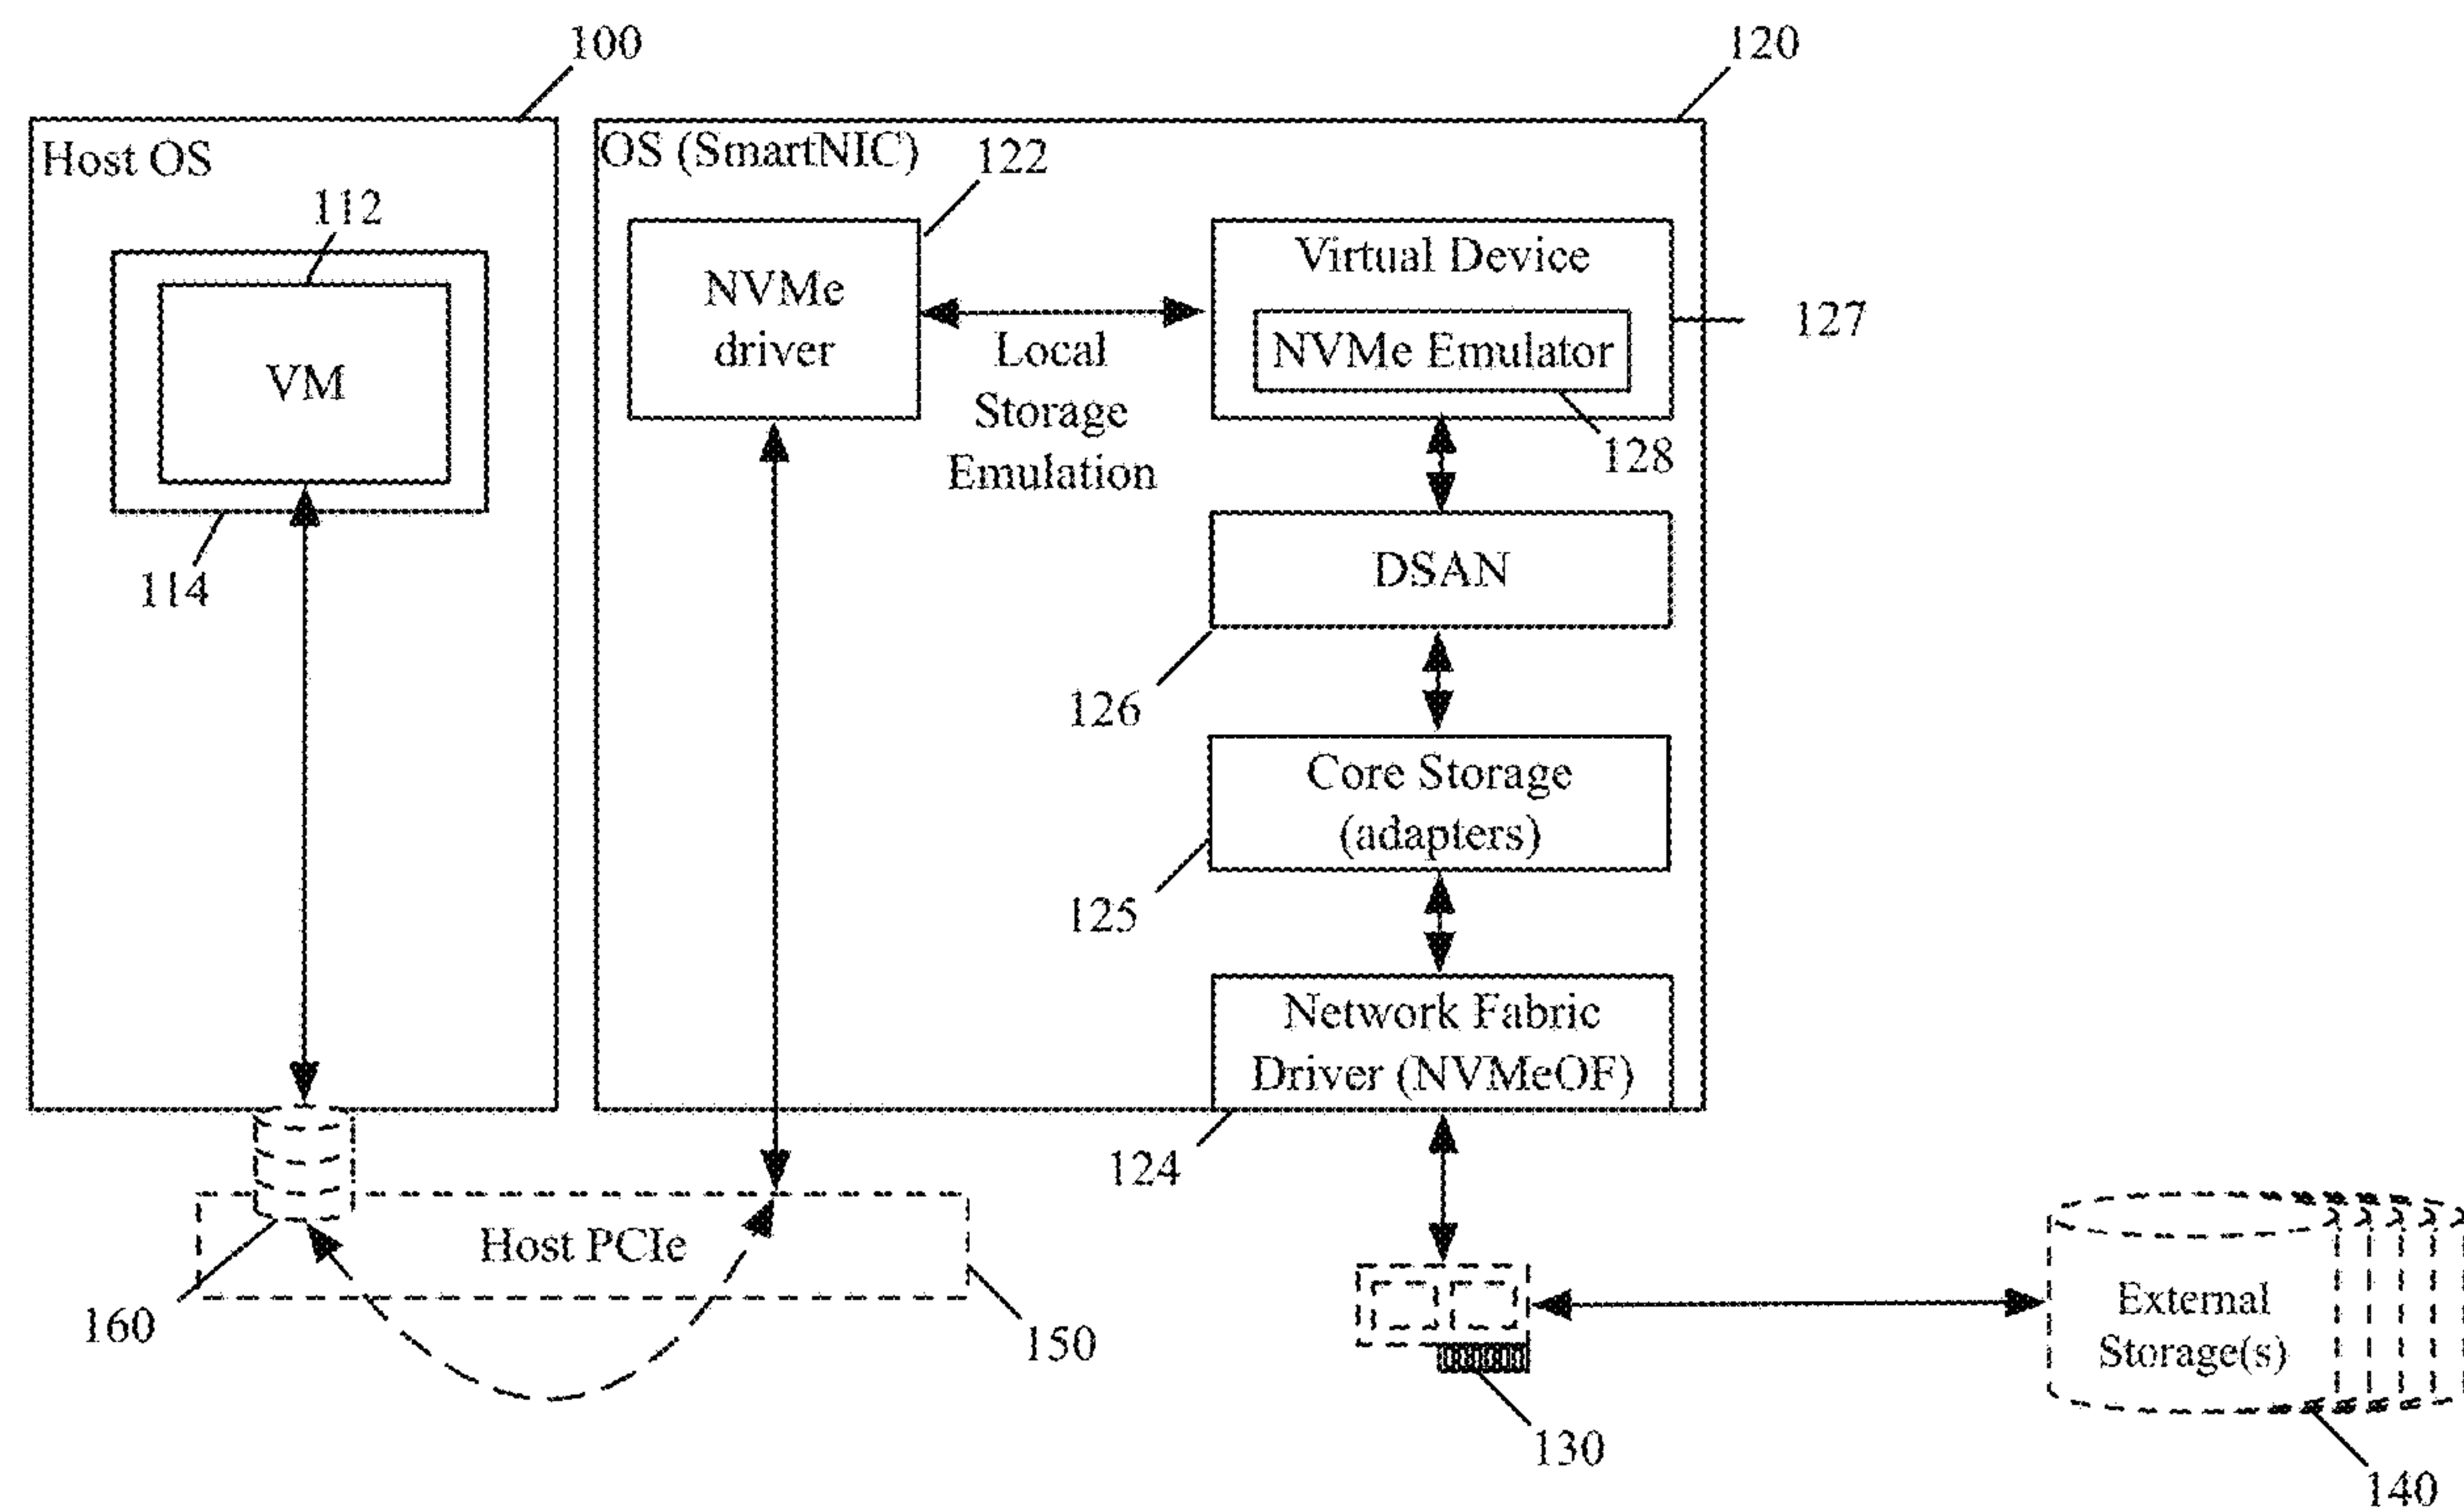 100
120
Host OS
OS (SmartNIC)
122
112
VM
114
NVMe
driver
Local
Storage
Emulation
Virtual Device
NVMe Emulator
127
128
DSAN
126
Core Storage
(adapters)
125
Network Fabric
Driver (NVMeOF)
124
Host PCIe
160
150
130
External
Storage(s)
140